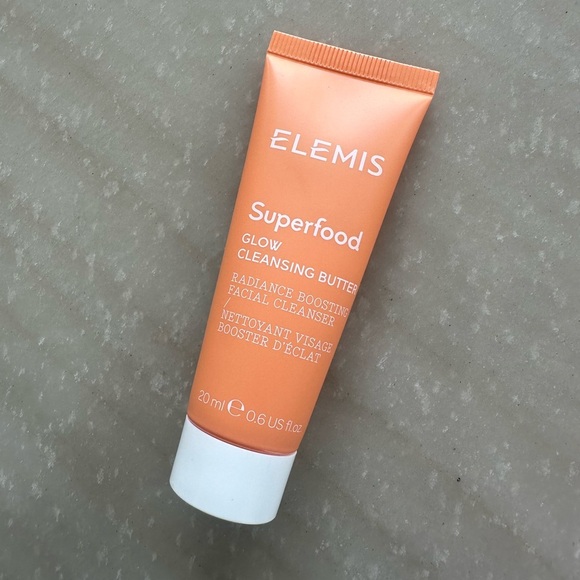 ELEMIS
Superfood
GLOW
CLEANSING BUTTER
RADIANCE BOOSTING
FACIAL CLEANSER
/
NETTOYANT VISAGE
BOOSTER D'ÉCLAT
20 ml ℮ 0.6 US fl.oz.